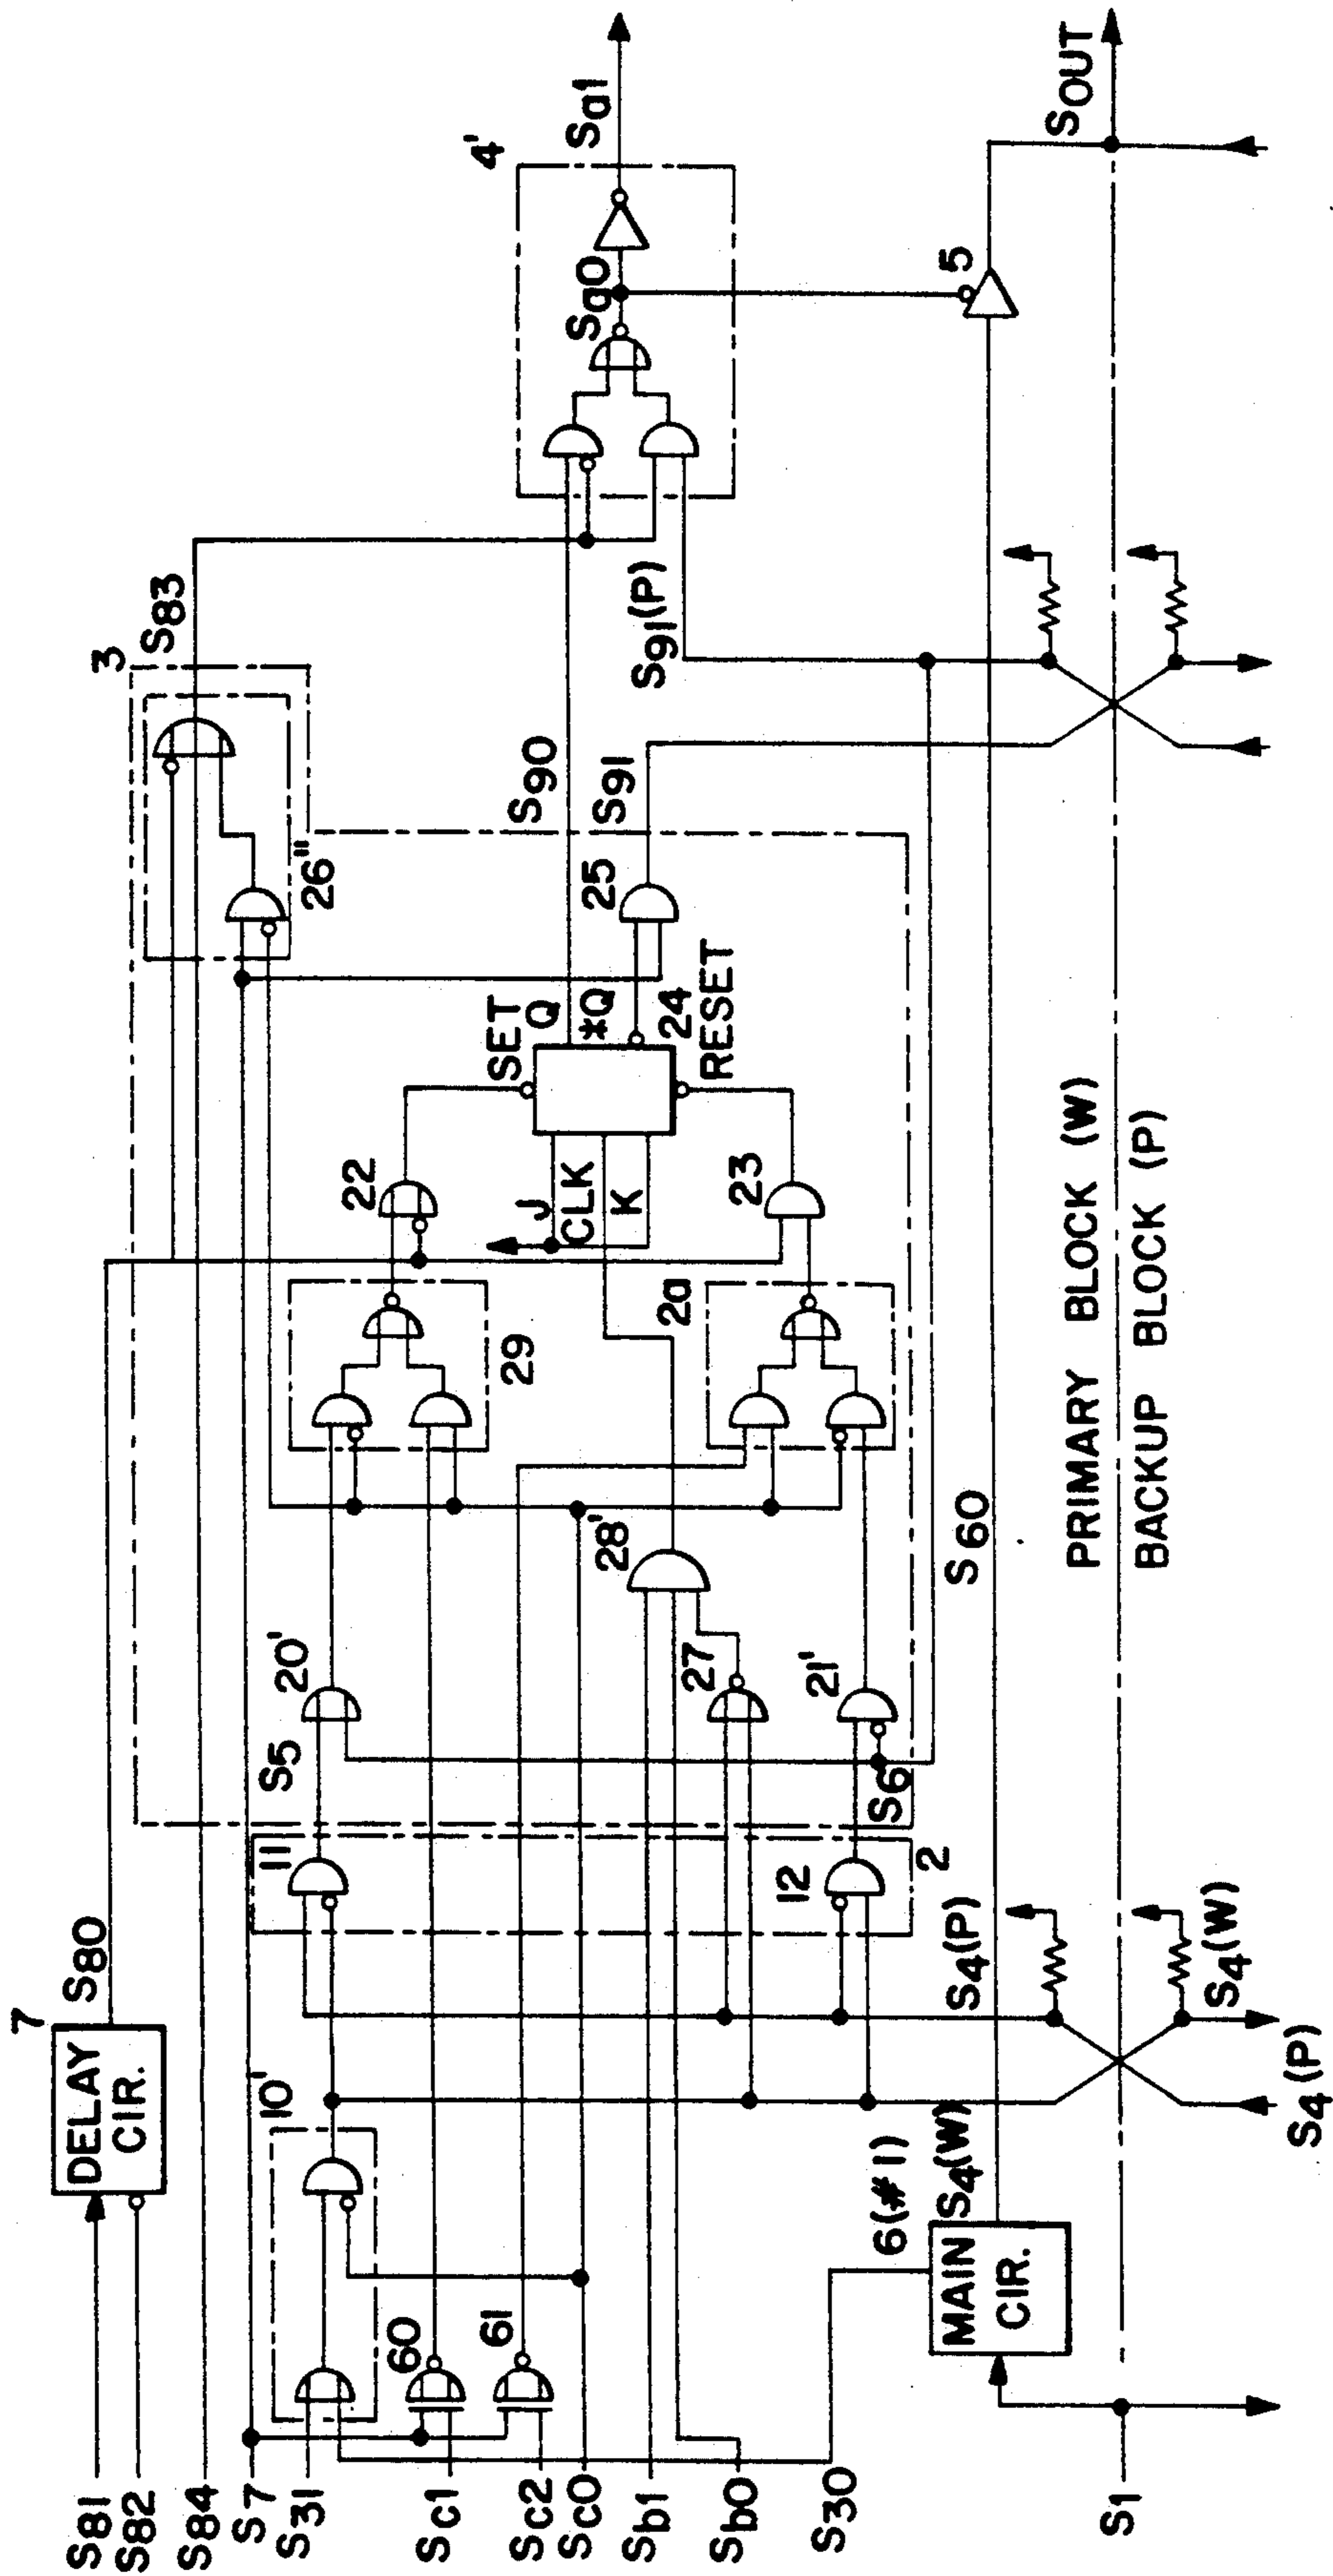 S81
S82
S84
S7
S31
Sc1
Sc2
Sc0
Sb1
Sb0
S30
S1
7
DELAY
CIR.
S80
10'
60
61
6(#1)
MAIN
CIR.
S4(W)
S4(P)
S4(P)
S4(W)
11
12
2
S5
S6
20'
21'
27
28'
29
2a
22
23
J
CLK
K
SET
Q
*Q
24
RESET
25
26"
3
S83
S90
S91
S91(P)
4'
Sa0
Sa1
5
S60
SOUT
PRIMARY BLOCK (W)
BACKUP BLOCK (P)